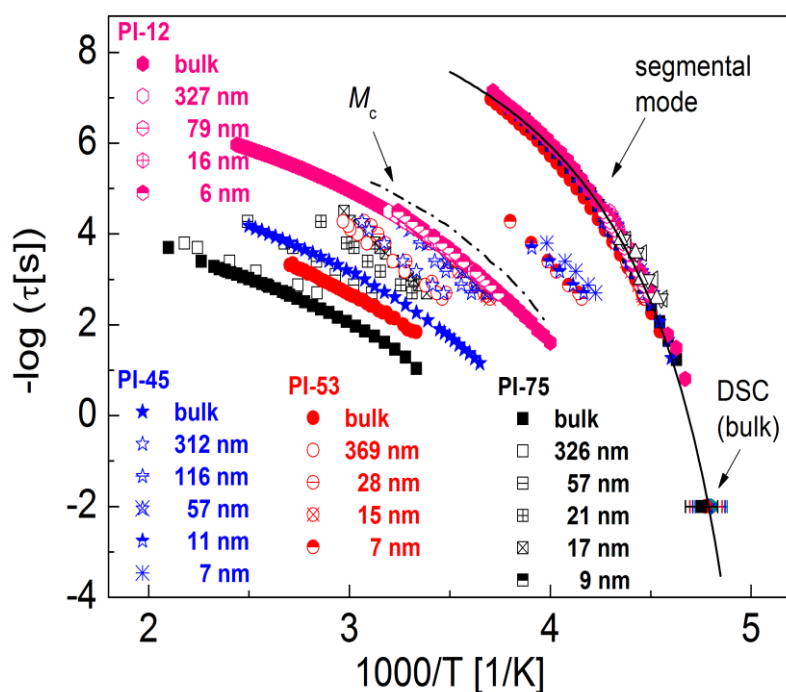 PI-12
bulk
327 nm
79 nm
16 nm
6 nm
Mc
segmental
mode
DSC
(bulk)
PI-45
bulk
312 nm
116 nm
57 nm
11 nm
7 nm
PI-53
bulk
369 nm
28 nm
15 nm
7 nm
PI-75
bulk
326 nm
57 nm
21 nm
17 nm
9 nm
-log (τ[s])
8
6
4
2
0
-2
-4
2
3
4
5
1000/T [1/K]